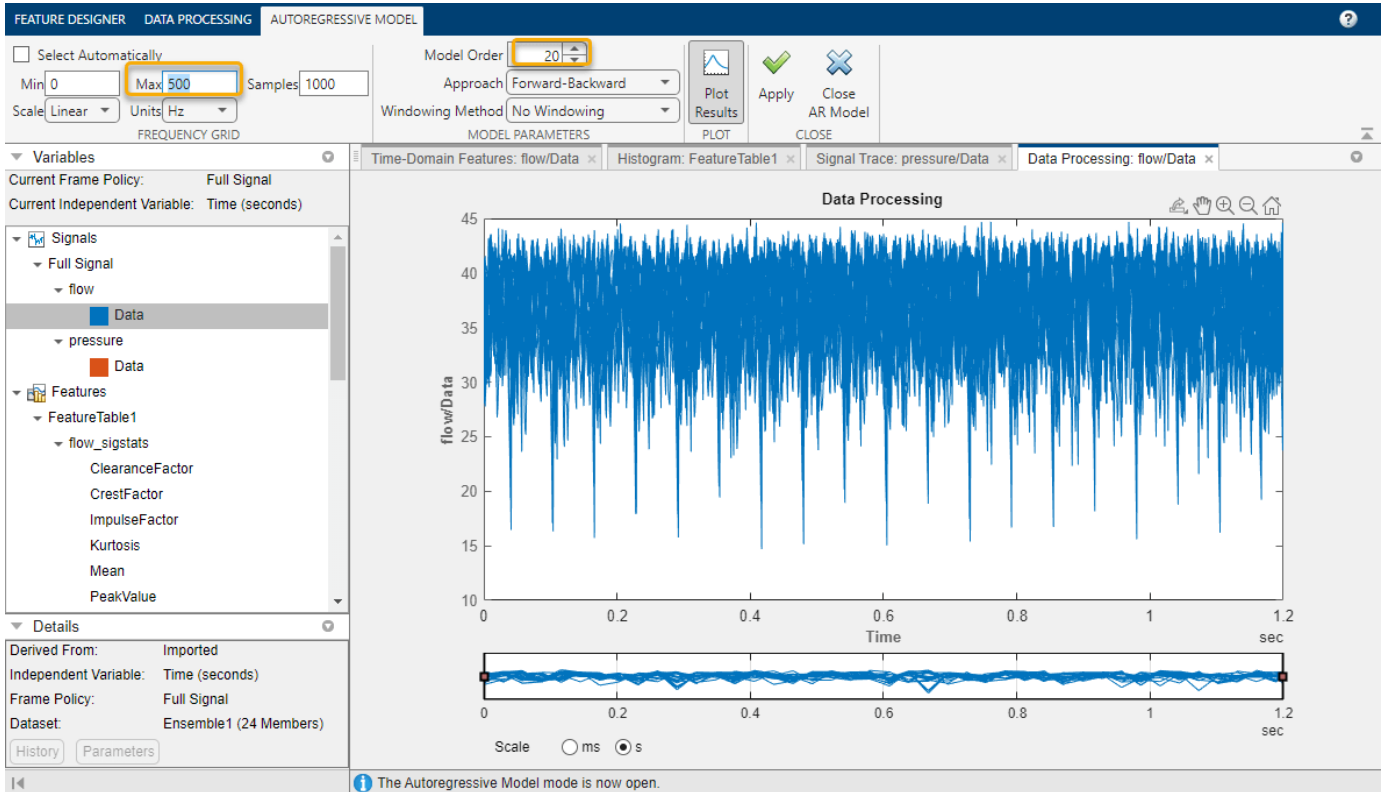 FEATURE DESIGNER DATA PROCESSING AUTOREGRESSIVE MODEL
Select Automatically
Min 0 Max 500 Samples 1000
Scale Linear Units Hz
FREQUENCY GRID
Model Order 20
Approach Forward-Backward
Windowing Method No Windowing
MODEL PARAMETERS
Plot
Results
PLOT
Apply
Close
AR Model
CLOSE
Variables
Current Frame Policy: Full Signal
Current Independent Variable: Time (seconds)
Signals
Full Signal
flow
Data
pressure
Data
Features
FeatureTable1
flow_sigstats
ClearanceFactor
CrestFactor
ImpulseFactor
Kurtosis
Mean
PeakValue
Details
Derived From: Imported
Independent Variable: Time (seconds)
Frame Policy: Full Signal
Dataset: Ensemble1 (24 Members)
History Parameters
Time-Domain Features: flow/Data × Histogram: FeatureTable1 × Signal Trace: pressure/Data × Data Processing: flow/Data ×
Data Processing
45
40
35
30
25
20
15
10
flow/Data
0 0.2 0.4 0.6 0.8 1 1.2
Time sec
0 0.2 0.4 0.6 0.8 1 1.2
sec
Scale ms s
The Autoregressive Model mode is now open.